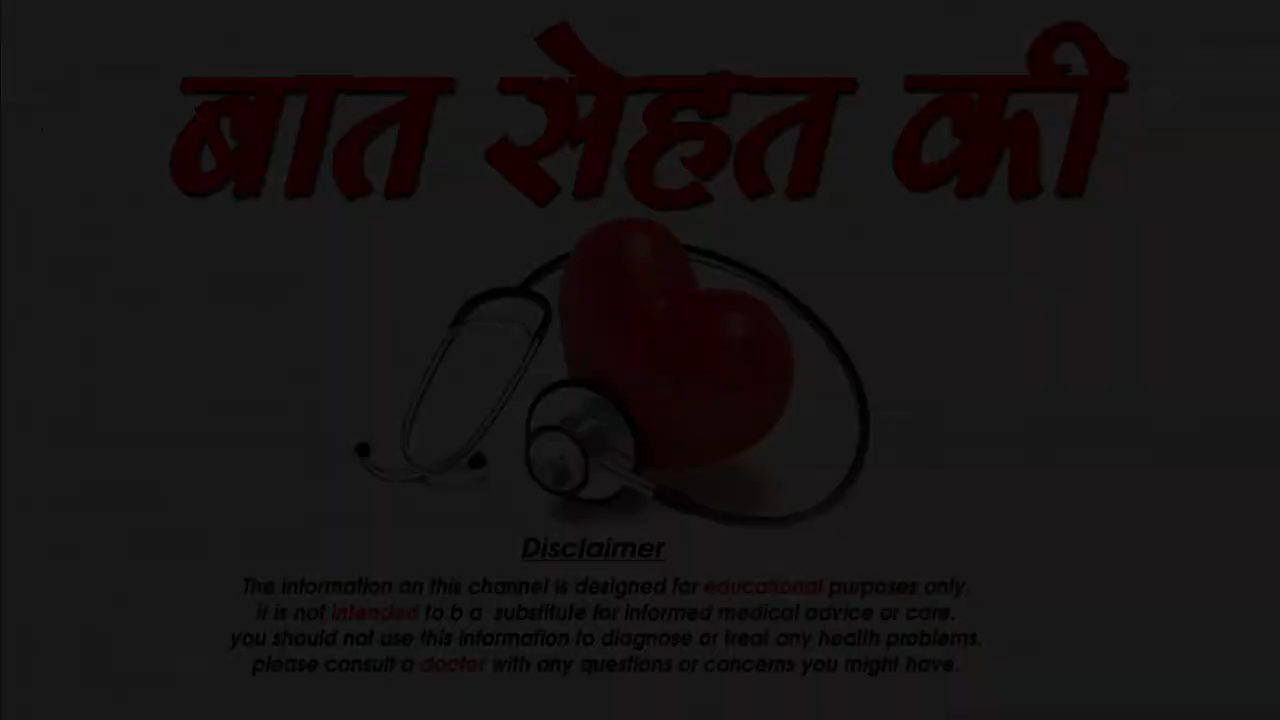 बात सेहत की
Disclaimer
The information on this channel is designed for educational purposes only.
it is not intended to b a substitute for informed medical advice or care.
you should not use this information to diagnose or treat any health problems.
please consult a doctor with any questions or concerns you might have.